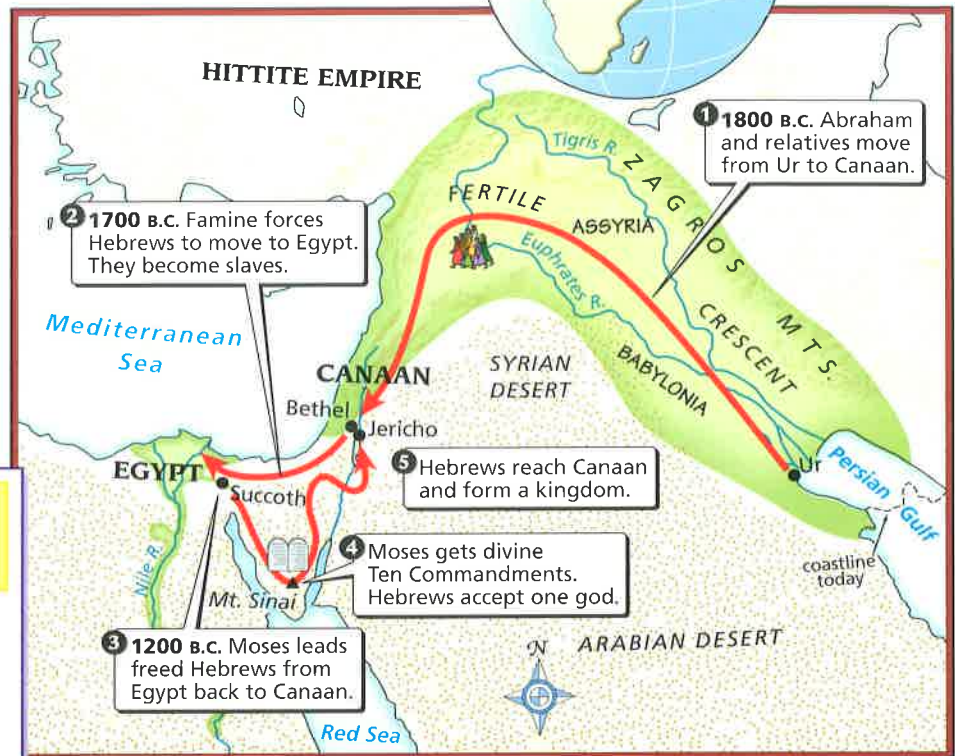 HITTITE EMPIRE
1 1800 B.C. Abraham
and relatives move
from Ur to Canaan.
Tigris R.
ZAGROS MTS.
FERTILE
CRESCENT
ASSYRIA
2 1700 B.C. Famine forces
Hebrews to move to Egypt.
They become slaves.
Euphrates R.
Mediterranean
Sea
SYRIAN
DESERT
BABYLONIA
CANAAN
Bethel
Jericho
EGYPT
Succoth
5 Hebrews reach Canaan
and form a kingdom.
Ur
Persian
Gulf
coastline
today
Nile R.
Mt. Sinai
4 Moses gets divine
Ten Commandments.
Hebrews accept one god.
3 1200 B.C. Moses leads
freed Hebrews from
Egypt back to Canaan.
N
ARABIAN DESERT
Red Sea